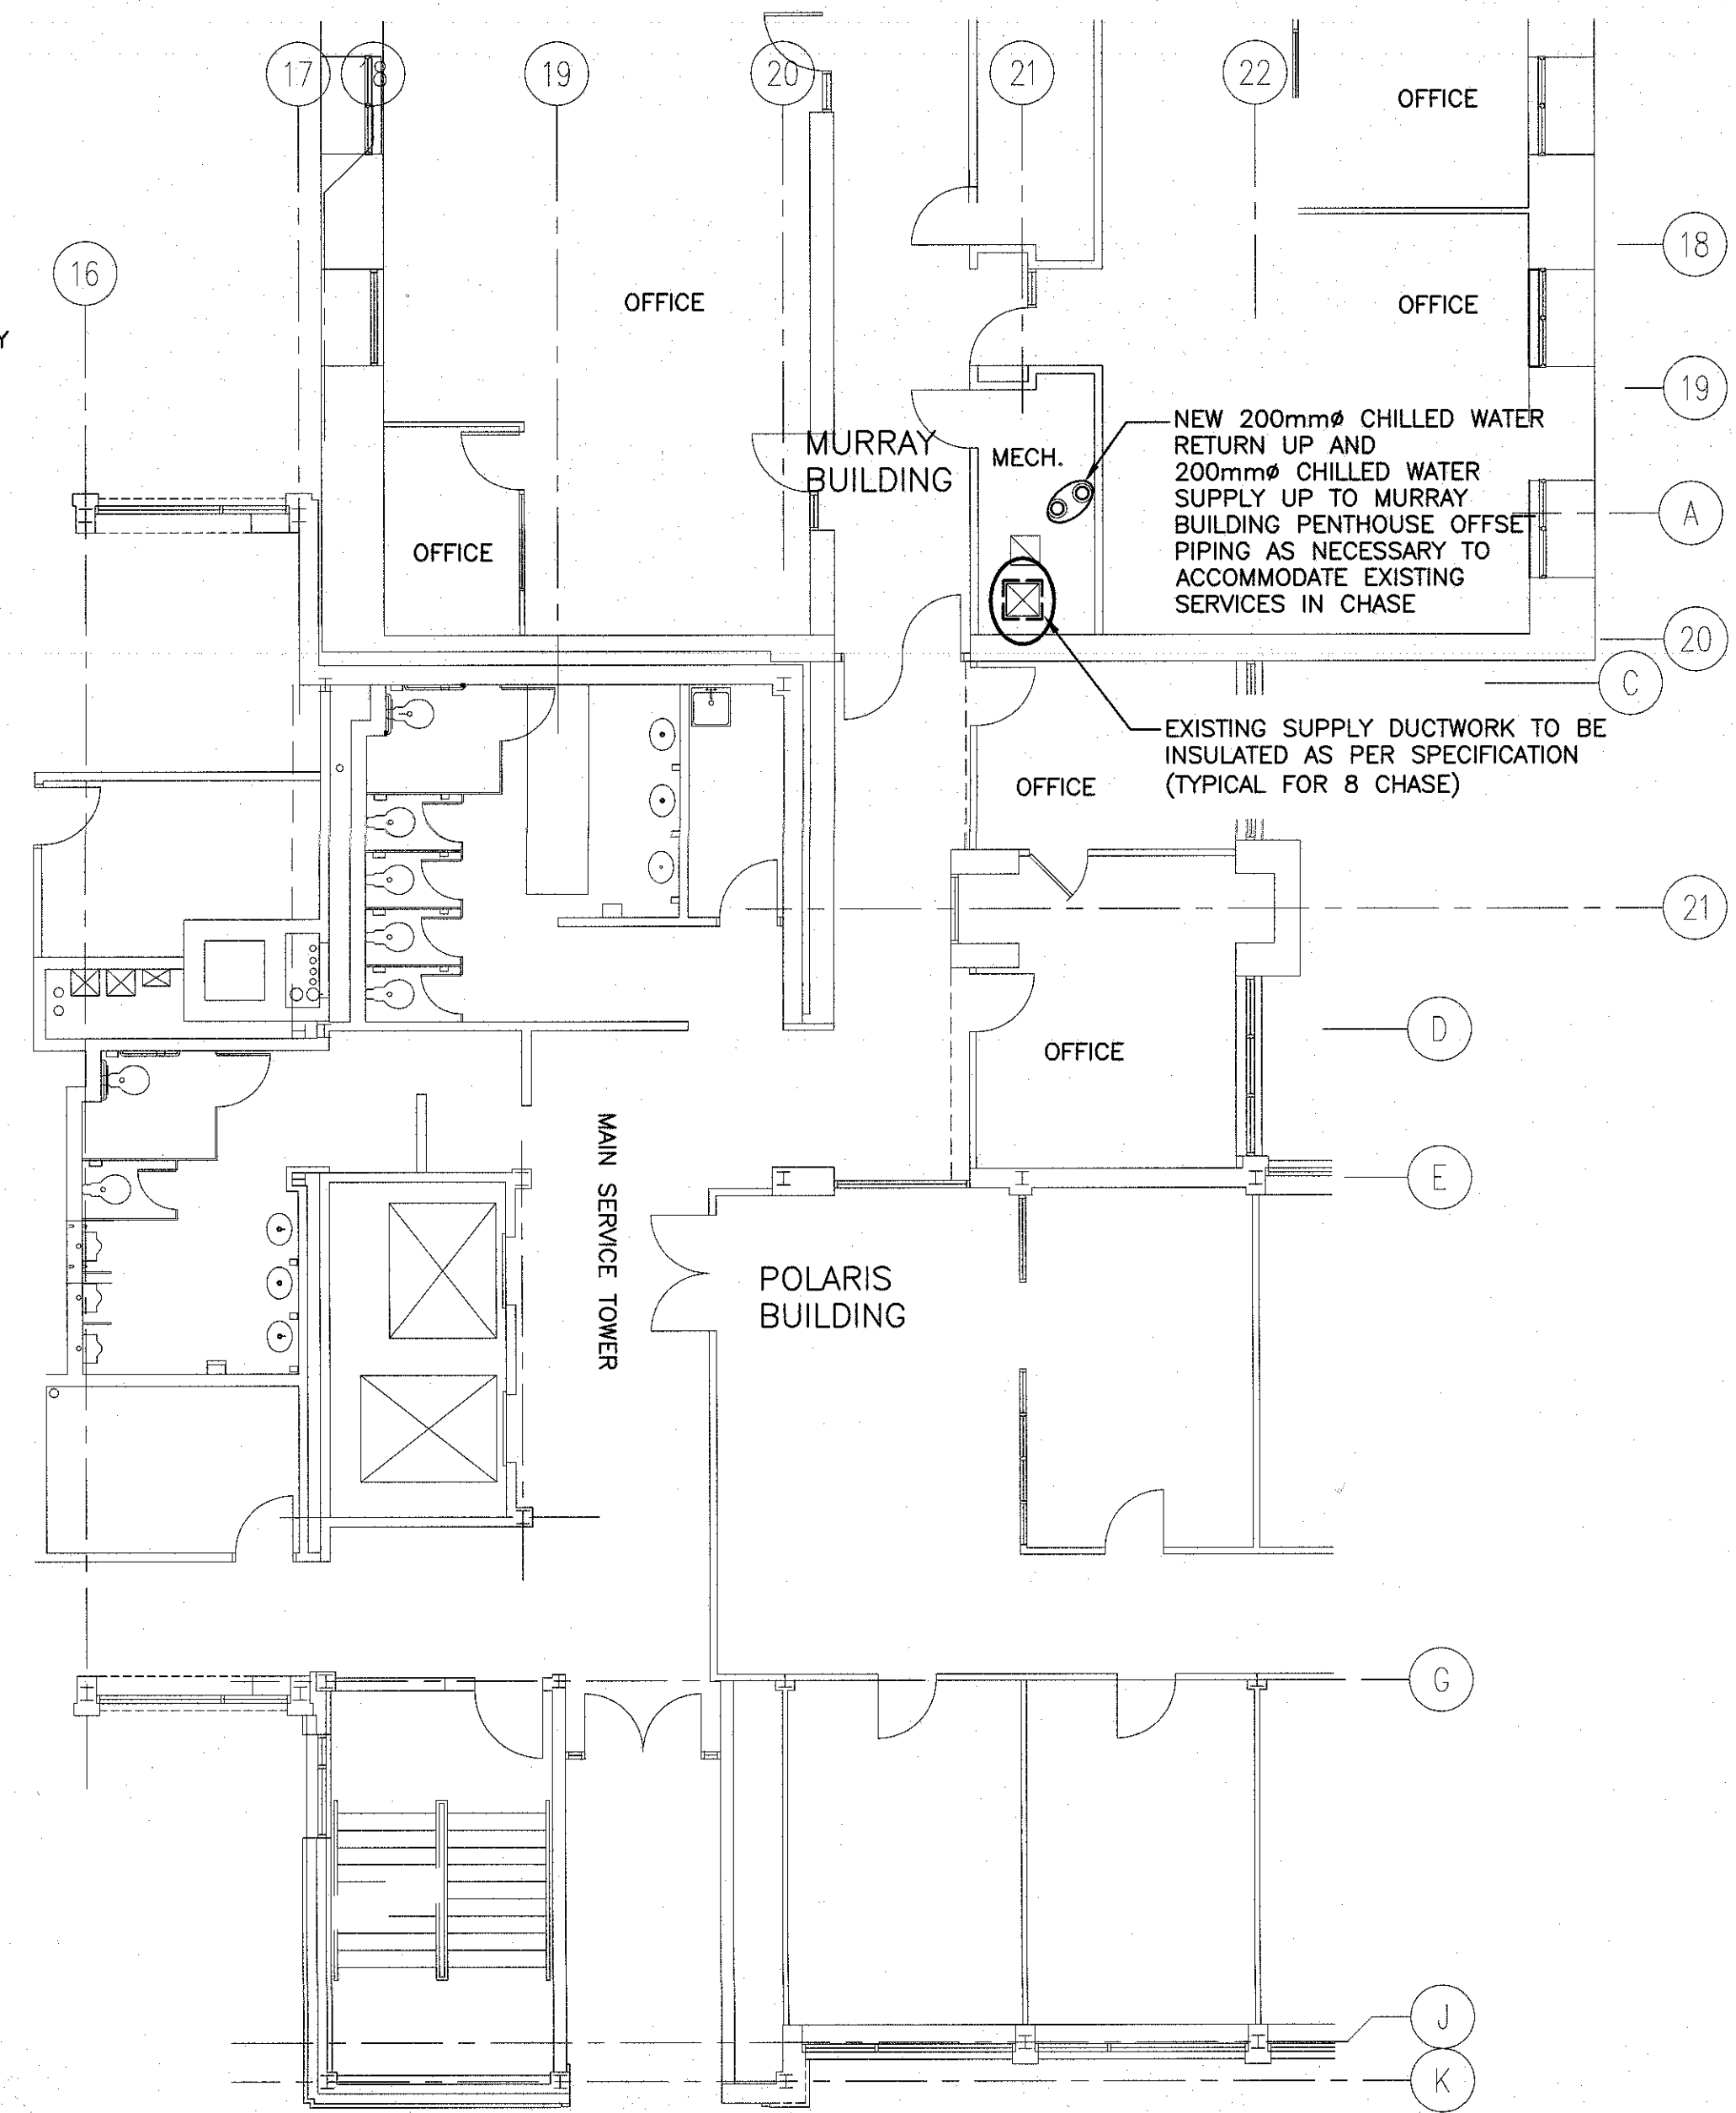 17
18
19
20
21
22
OFFICE
16
18
OFFICE
OFFICE
Y
19
NEW 200mmø CHILLED WATER
RETURN UP AND
200mmø CHILLED WATER
SUPPLY UP TO MURRAY
BUILDING PENTHOUSE OFFSET
PIPING AS NECESSARY TO
ACCOMMODATE EXISTING
SERVICES IN CHASE
MURRAY
BUILDING
MECH.
A
OFFICE
20
C
EXISTING SUPPLY DUCTWORK TO BE
INSULATED AS PER SPECIFICATION
(TYPICAL FOR 8 CHASE)
OFFICE
21
D
OFFICE
MAIN SERVICE TOWER
E
POLARIS
BUILDING
G
J
K